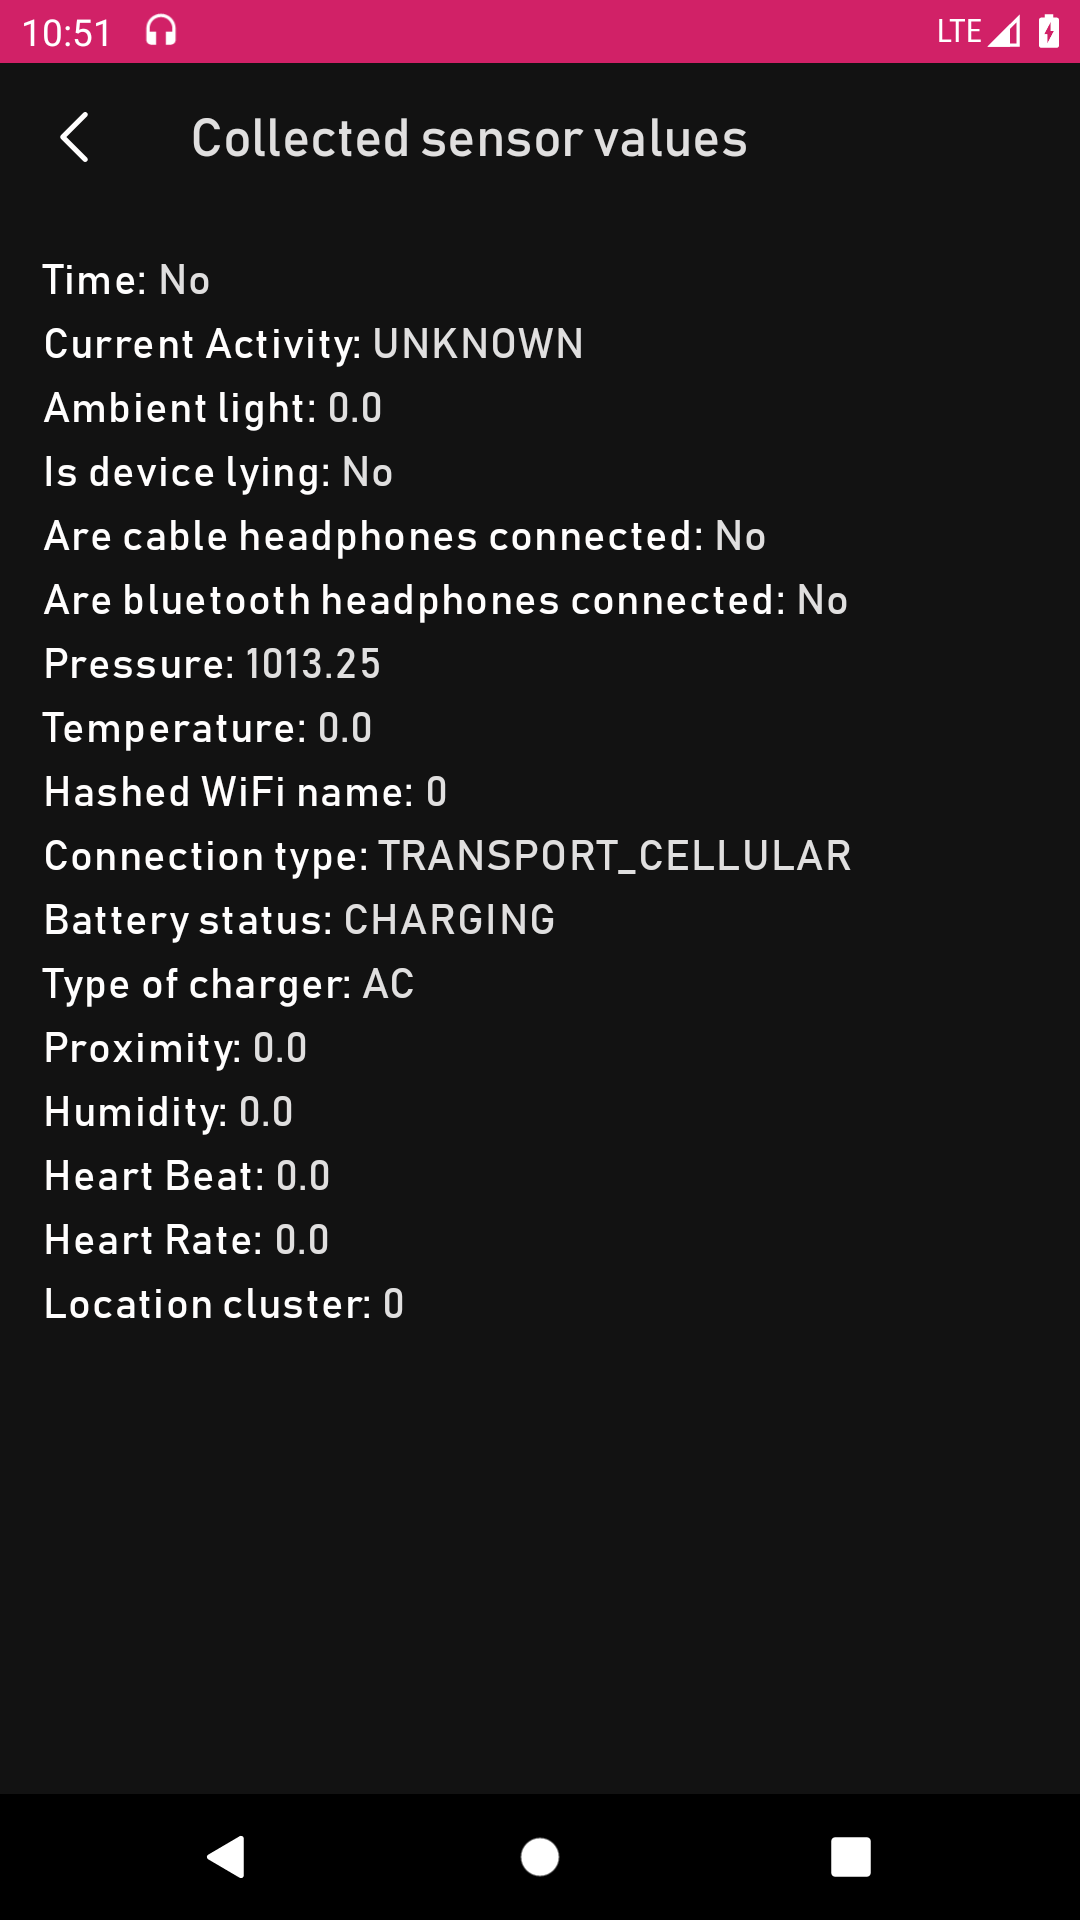 10:51 LTE
Collected sensor values
Time: No
Current Activity: UNKNOWN
Ambient light: 0.0
Is device lying: No
Are cable headphones connected: No
Are bluetooth headphones connected: No
Pressure: 1013.25
Temperature: 0.0
Hashed WiFi name: 0
Connection type: TRANSPORT_CELLULAR
Battery status: CHARGING
Type of charger: AC
Proximity: 0.0
Humidity: 0.0
Heart Beat: 0.0
Heart Rate: 0.0
Location cluster: 0